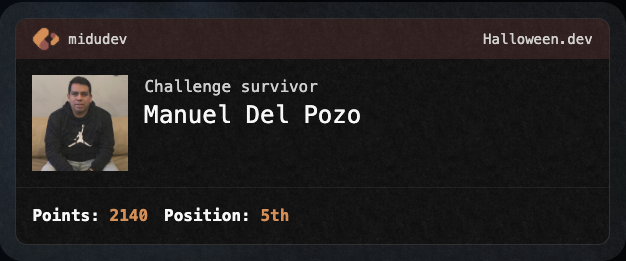 midudev
Halloween.dev
Challenge survivor
Manuel Del Pozo
Points: 2140 Position: 5th